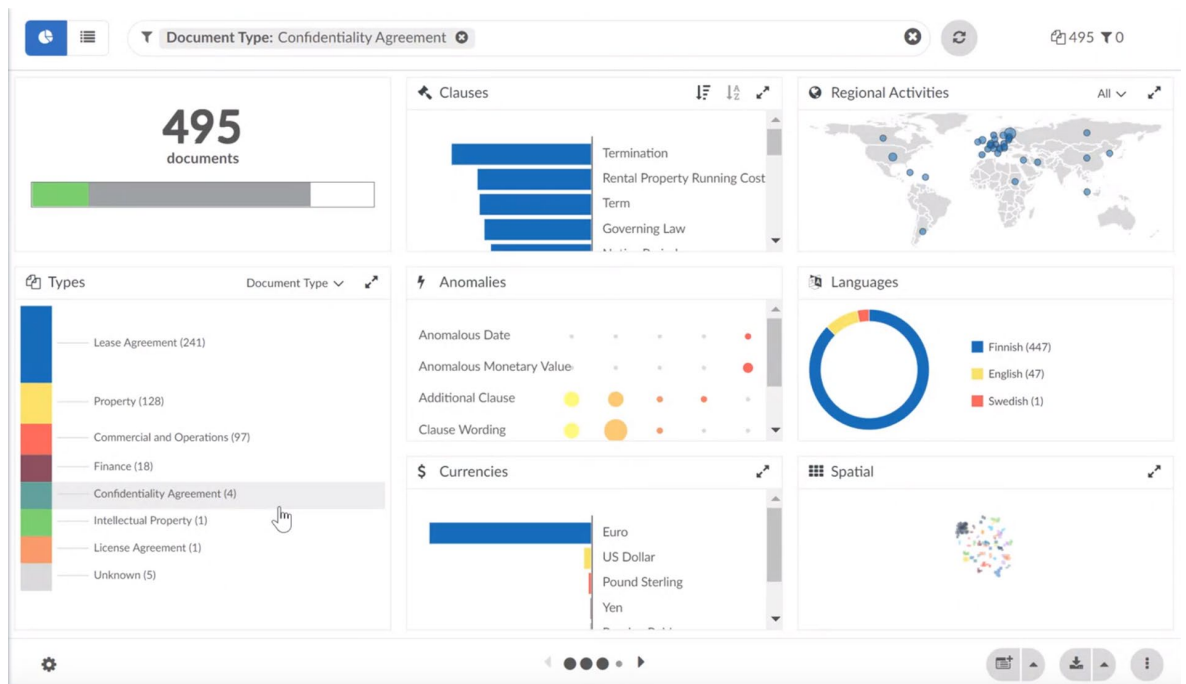 Document Type: Confidentiality Agreement
495 0
495
documents
Clauses
Termination
Rental Property Running Cost
Term
Governing Law
Regional Activities
All
Types
Document Type
Lease Agreement (241)
Property (128)
Commercial and Operations (97)
Finance (18)
Confidentiality Agreement (4)
Intellectual Property (1)
License Agreement (1)
Unknown (5)
Anomalies
Anomalous Date
Anomalous Monetary Value
Additional Clause
Clause Wording
Languages
Finnish (447)
English (47)
Swedish (1)
$ Currencies
Euro
US Dollar
Pound Sterling
Yen
Spatial